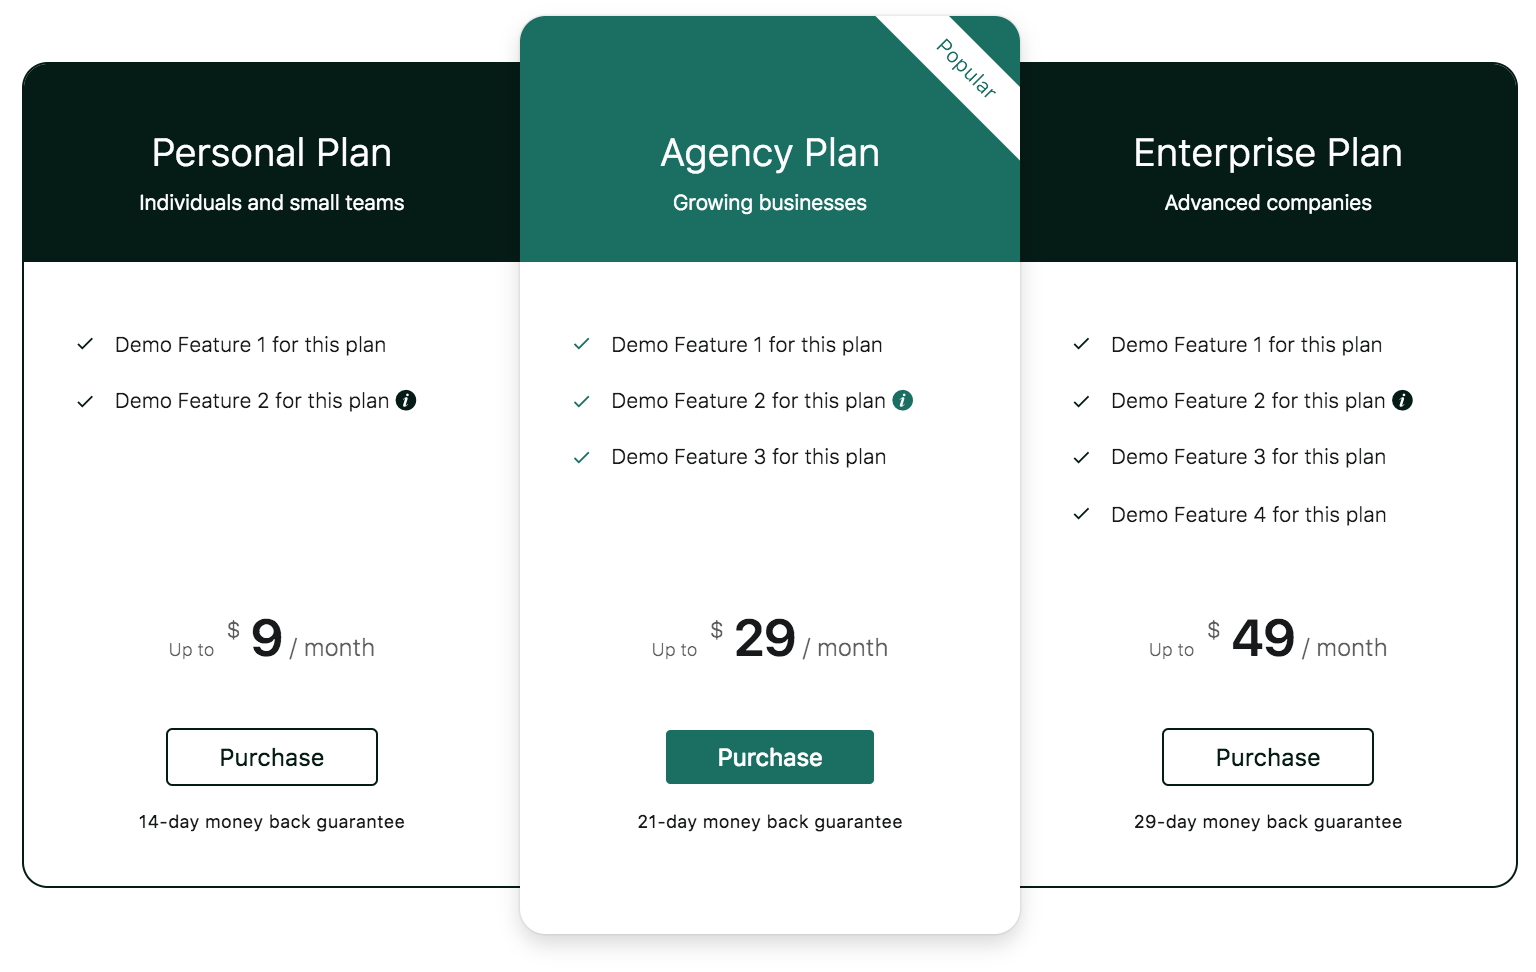 Popular
Personal Plan
Individuals and small teams
Demo Feature 1 for this plan
Demo Feature 2 for this plan i
Up to $ 9 / month
Purchase
14-day money back guarantee
Agency Plan
Growing businesses
Demo Feature 1 for this plan
Demo Feature 2 for this plan i
Demo Feature 3 for this plan
Up to $ 29 / month
Purchase
21-day money back guarantee
Enterprise Plan
Advanced companies
Demo Feature 1 for this plan
Demo Feature 2 for this plan i
Demo Feature 3 for this plan
Demo Feature 4 for this plan
Up to $ 49 / month
Purchase
29-day money back guarantee